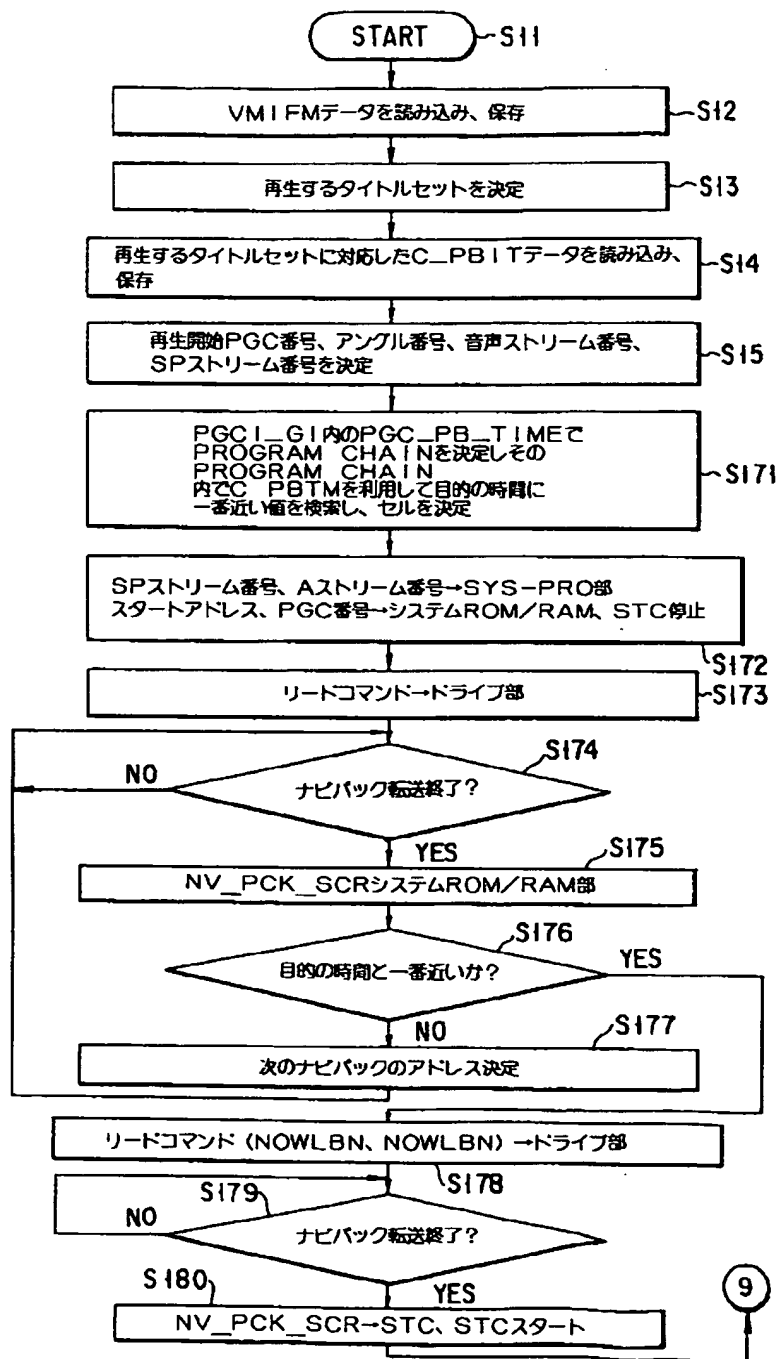 START
S11
VMIFMデータを読み込み、保存
S12
再生するタイトルセットを決定
S13
再生するタイトルセットに対応したC_PBITデータを読み込み、
保存
S14
再生開始PGC番号、アングル番号、音声ストリーム番号、
SPストリーム番号を決定
S15
PGCI_GI内のPGC_PB_TIMEで
PROGRAM CHAINを決定しその
PROGRAM CHAIN
内でC PBTMを利用して目的の時間に
一番近い値を検索し、セルを決定
S171
SPストリーム番号、Aストリーム番号→SYS-PRO部
スタートアドレス、PGC番号→システムROM/RAM、STC停止
S172
リードコマンド→ドライブ部
S173
S174
NO
ナビパック転送終了?
YES
S175
NV_PCK_SCRシステムROM/RAM部
S176
目的の時間と一番近いか?
YES
NO
S177
次のナビパックのアドレス決定
リードコマンド (NOWLBN、NOWLBN) →ドライブ部
S178
S179
NO
ナビパック転送終了?
YES
S180
NV_PCK_SCR→STC、STCスタート
9